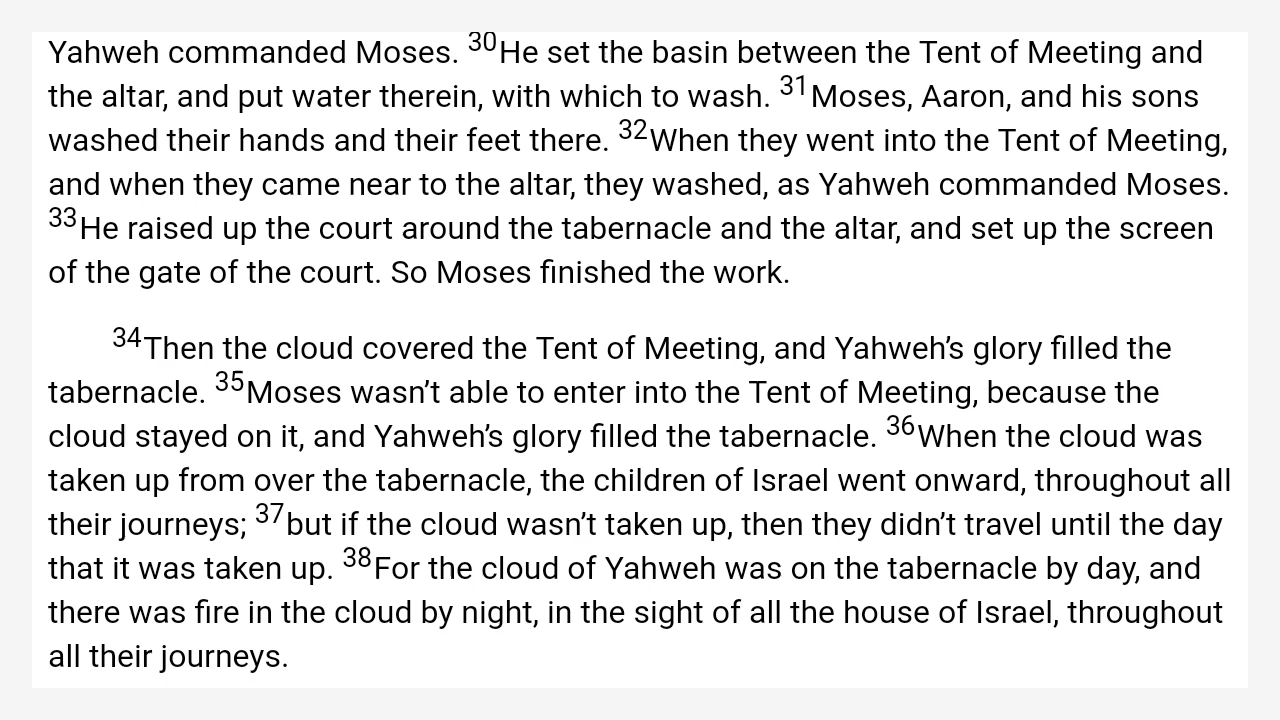 Yahweh commanded Moses. 30He set the basin between the Tent of Meeting and
the altar, and put water therein, with which to wash. 31Moses, Aaron, and his sons
washed their hands and their feet there. 32When they went into the Tent of Meeting,
and when they came near to the altar, they washed, as Yahweh commanded Moses.
33He raised up the court around the tabernacle and the altar, and set up the screen
of the gate of the court. So Moses finished the work.
34Then the cloud covered the Tent of Meeting, and Yahweh’s glory filled the
tabernacle. 35Moses wasn’t able to enter into the Tent of Meeting, because the
cloud stayed on it, and Yahweh’s glory filled the tabernacle. 36When the cloud was
taken up from over the tabernacle, the children of Israel went onward, throughout all
their journeys; 37but if the cloud wasn’t taken up, then they didn’t travel until the day
that it was taken up. 38For the cloud of Yahweh was on the tabernacle by day, and
there was fire in the cloud by night, in the sight of all the house of Israel, throughout
all their journeys.